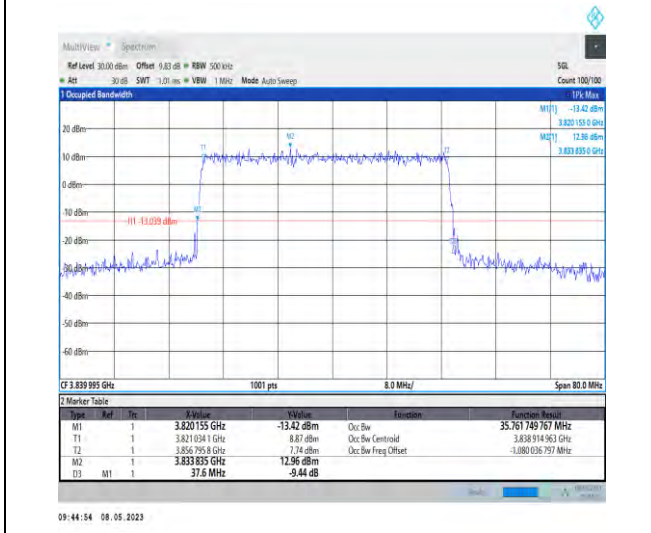 MultiView Spectrum
Ref Level 30.00 dBm Offset 9.83 dB RBW 500 kHz SGL
Att 30 dB SWT 1.01 ms VBW 1 MHz Mode Auto Sweep Count 100/100
1 Occupied Bandwidth 1Pk Max
M1[1] -13.42 dBm
3.820155 0 GHz
20 dBm
M2 M2[1] 12.96 dBm
3.833835 0 GHz
T1 T2
10 dBm
0 dBm
-10 dBm
M1
H1 -13.039 dBm
-20 dBm
D3
-30 dBm
-40 dBm
-50 dBm
-60 dBm
CF 3.839 995 GHz 1001 pts 8.0 MHz/ Span 80.0 MHz
2 Marker Table
Type Ref Trc X-Value Y-Value Function Function Result
M1 1 3.820155 GHz -13.42 dBm Occ Bw 35.761 749 767 MHz
T1 1 3.821 034 1 GHz 8.87 dBm Occ Bw Centroid 3.838 914 963 GHz
T2 1 3.856 795 8 GHz 7.74 dBm Occ Bw Freq Offset -1.080 036 797 MHz
M2 1 3.833835 GHz 12.96 dBm
D3 M1 1 37.6 MHz -9.44 dB
09:44:54 08.05.2023